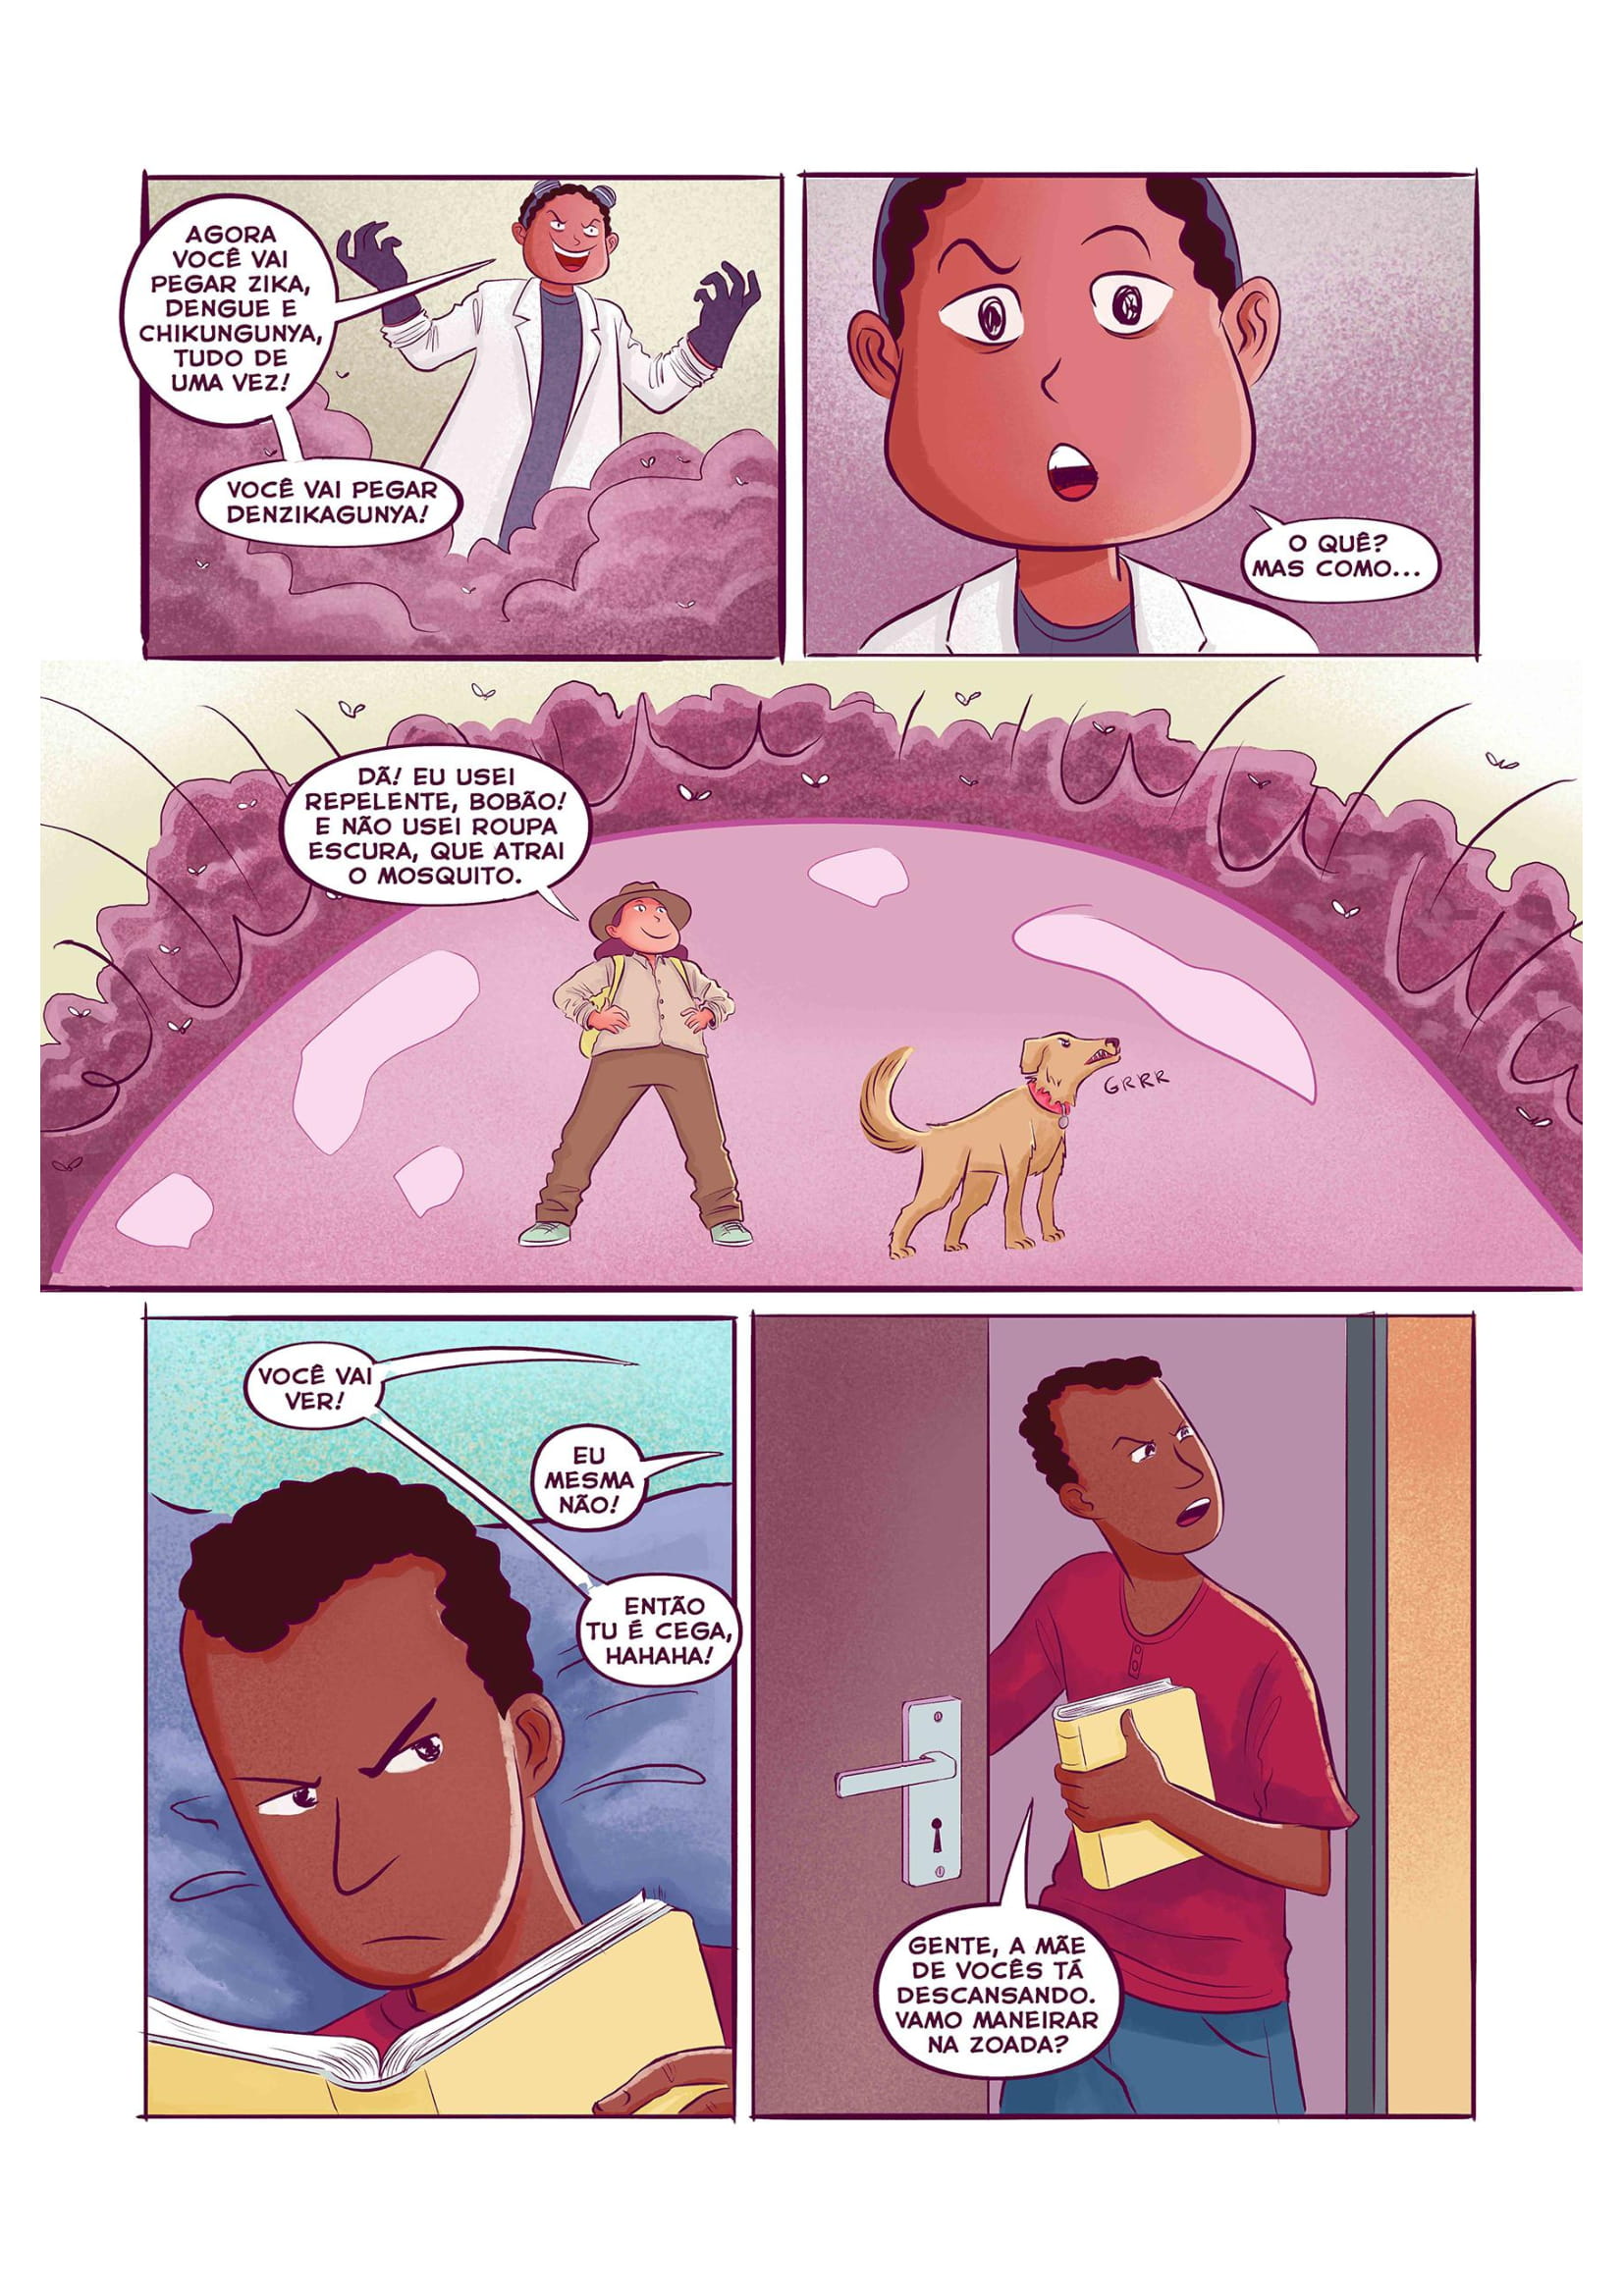 AGORA
VOCÊ VAI
PEGAR ZIKA,
DENGUE E
CHIKUNGUNYA,
TUDO DE
UMA VEZ!
VOCÊ VAI PEGAR
DENZIKAGUNYA!
O QUÊ?
MAS COMO...
DÃ! EU USEI
REPELENTE, BOBÃO!
E NÃO USEI ROUPA
ESCURA, QUE ATRAI
O MOSQUITO.
GRRR
VOCÊ VAI
VER!
EU
MESMA
NÃO!
ENTÃO
TU É CEGA,
HAHAHA!
GENTE, A MÃE
DE VOCÊS TÁ
DESCANSANDO.
VAMO MANEIRAR
NA ZOADA?